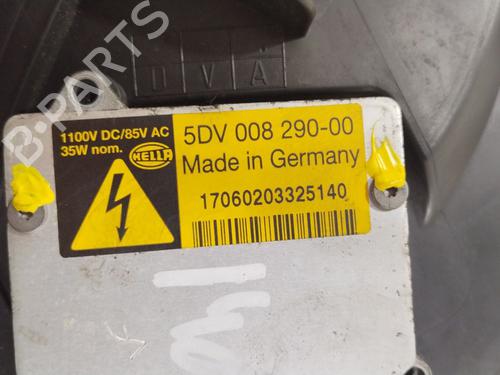 B-PARTS
D V A
1100V DC/85V AC
35W nom.
HELLA
5DV 008 290-00
Made in Germany
17060203325140